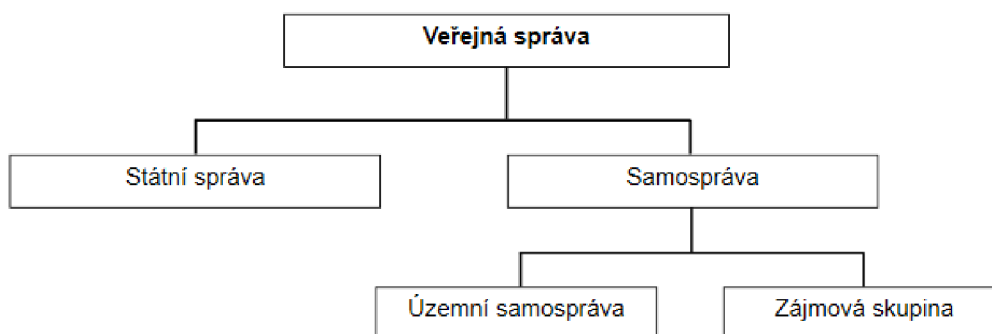 Veřejná správa
Státní správa
Samospráva
Územní samospráva
Zájmová skupina